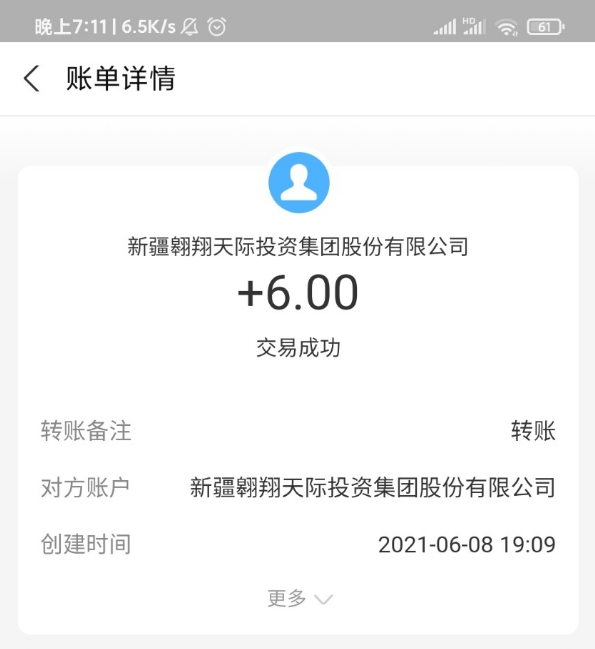 晚上7:11 | 6.5K/s HD 61
账单详情
新疆翱翔天际投资集团股份有限公司
+6.00
交易成功
转账备注 转账
对方账户 新疆翱翔天际投资集团股份有限公司
创建时间 2021-06-08 19:09
更多